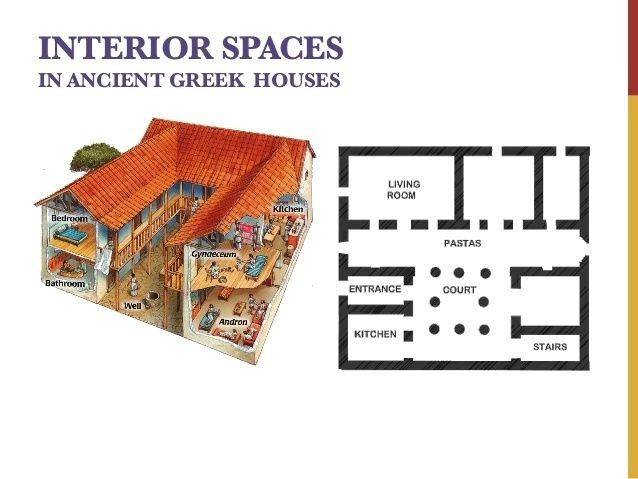 INTERIOR SPACES
IN ANCIENT GREEK HOUSES
Bedroom
Kitchen
Gynaeceum
Bathroom
Well
Andron
LIVING
ROOM
PASTAS
ENTRANCE
COURT
KITCHEN
STAIRS